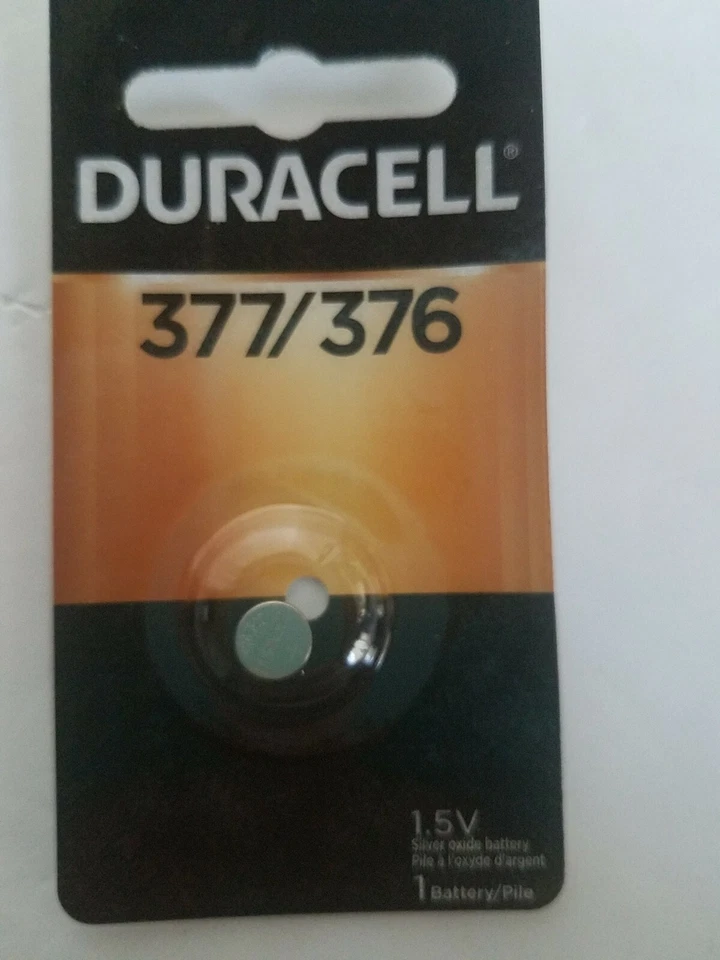 DURACELL®
377/376
1.5V
Silver oxide battery
Pile à l'oxyde d'argent
1 Battery/Pile